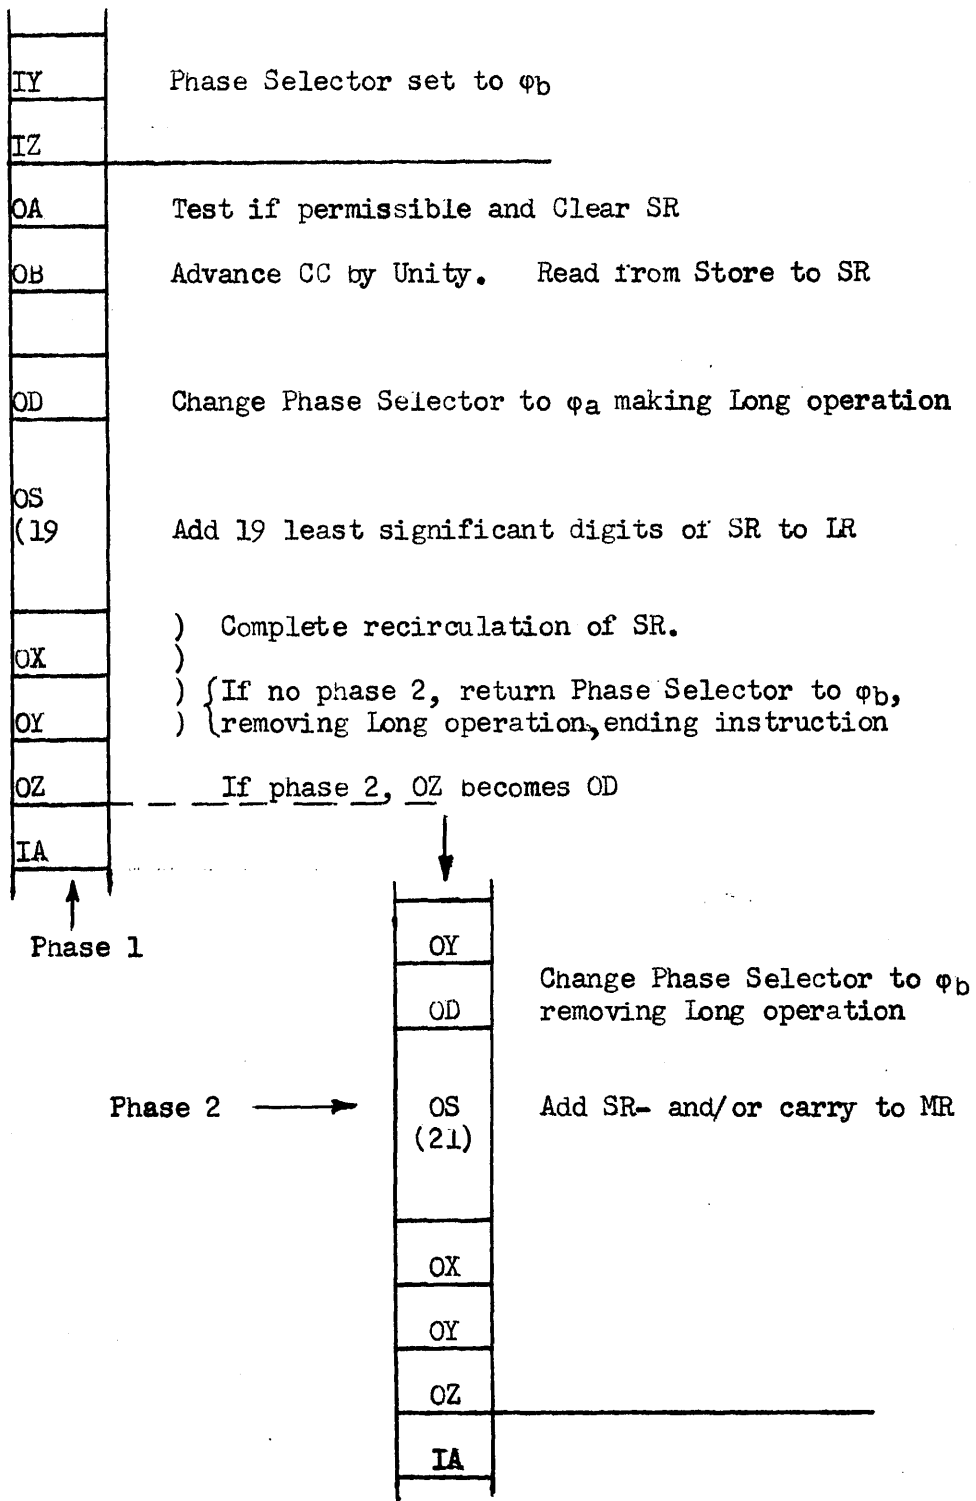 IY Phase Selector set to φb
IZ
OA Test if permissible and Clear SR
OB Advance CC by Unity. Read from Store to SR
OD Change Phase Selector to φa making Long operation
OS
(19 Add 19 least significant digits of SR to LR
) Complete recirculation of SR.
OX )
) {If no phase 2, return Phase Selector to φb,
OY ) removing Long operation, ending instruction
OZ If phase 2, OZ becomes OD
IA
Phase 1
OY
Change Phase Selector to φb
OD removing Long operation
Phase 2 OS Add SR- and/or carry to MR
(21)
OX
OY
OZ
IA